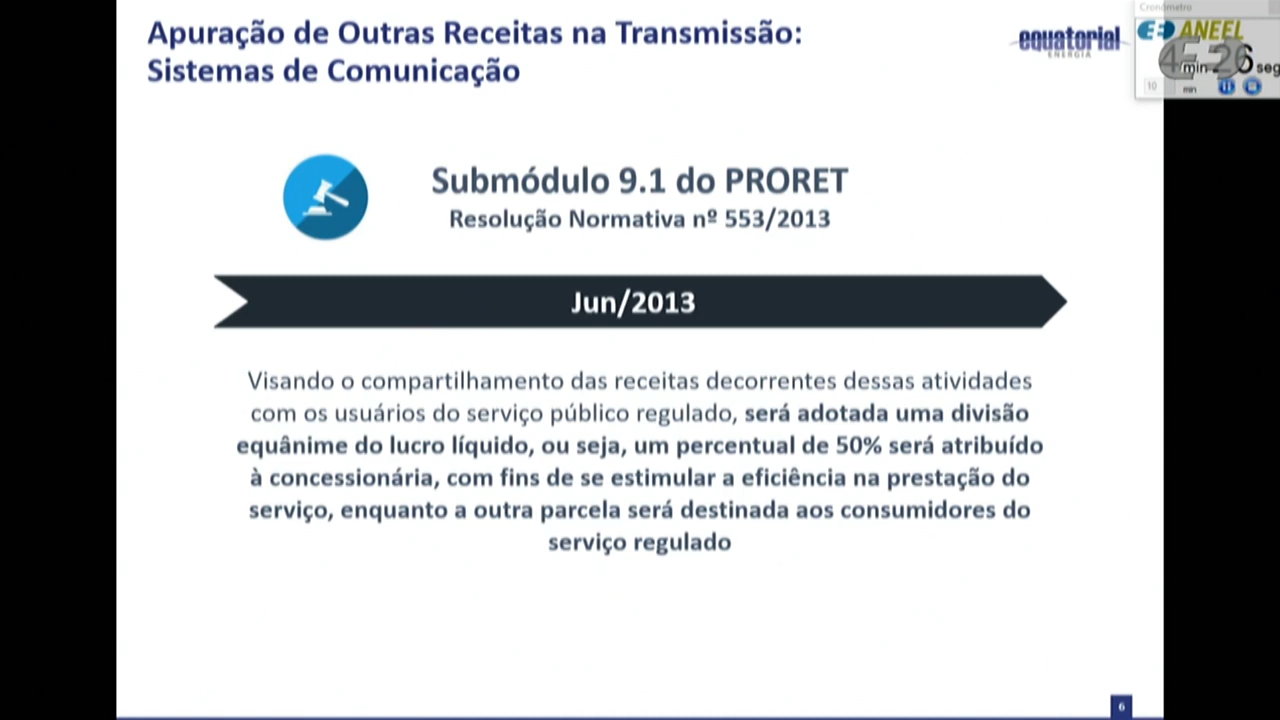 Apuração de Outras Receitas na Transmissão:
Sistemas de Comunicação
equatorial
ENERGIA
Cronômetro
ANEEL
min
seg
10
min
Submódulo 9.1 do PRORET
Resolução Normativa nº 553/2013
Jun/2013
Visando o compartilhamento das receitas decorrentes dessas atividades
com os usuários do serviço público regulado, será adotada uma divisão
equânime do lucro líquido, ou seja, um percentual de 50% será atribuído
à concessionária, com fins de se estimular a eficiência na prestação do
serviço, enquanto a outra parcela será destinada aos consumidores do
serviço regulado
6